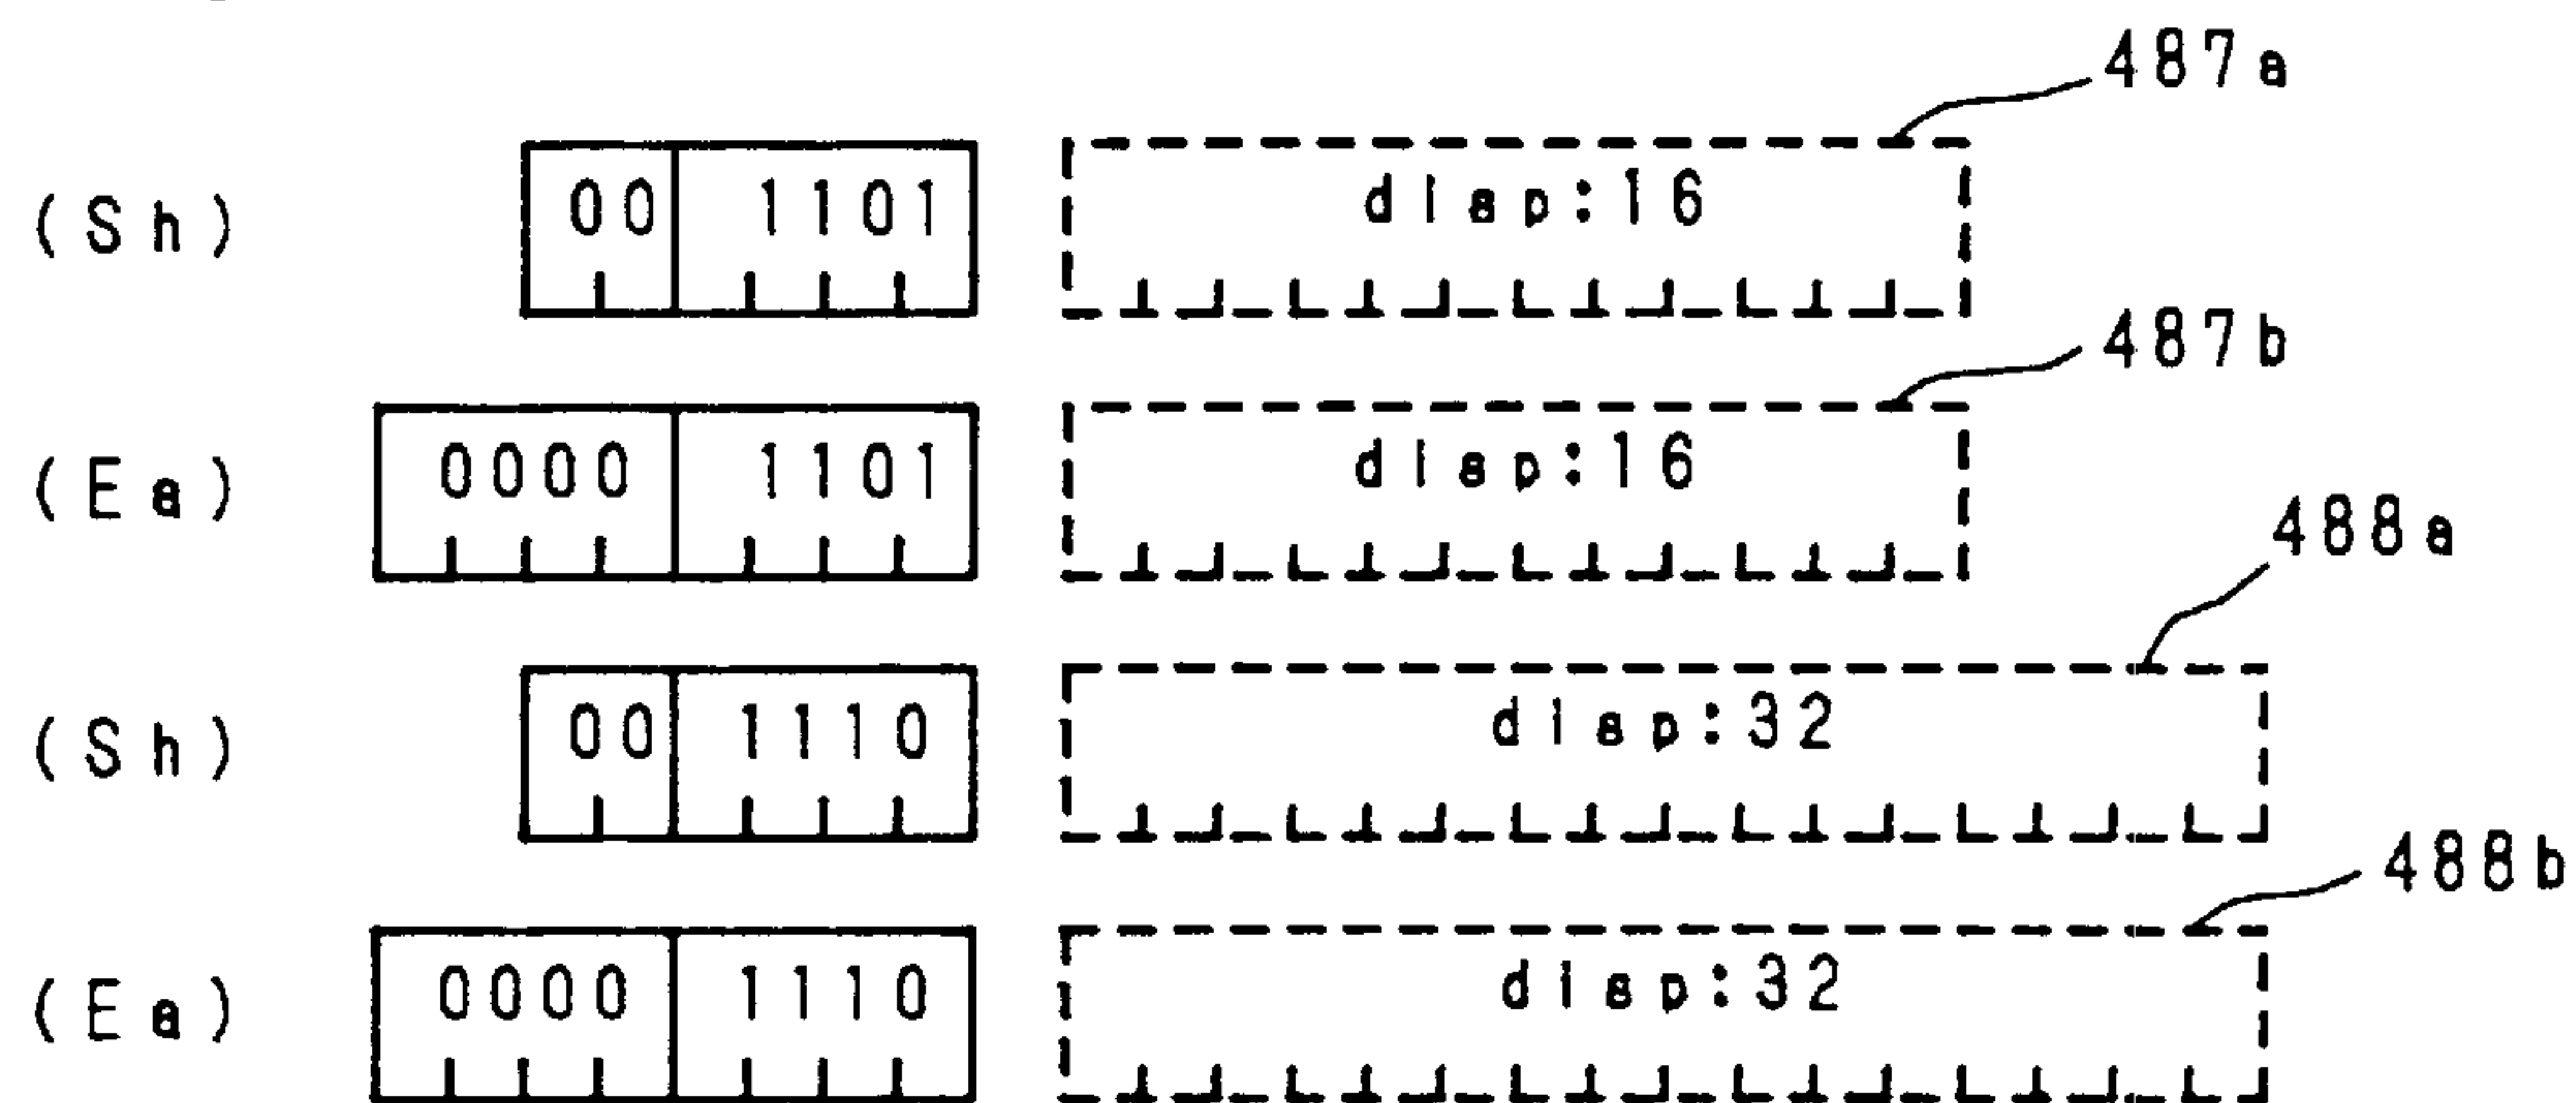 487a
(Sh) 00 1101 disp:16
487b
(Ea) 0000 1101 disp:16
488a
(Sh) 00 1110 disp:32
488b
(Ea) 0000 1110 disp:32